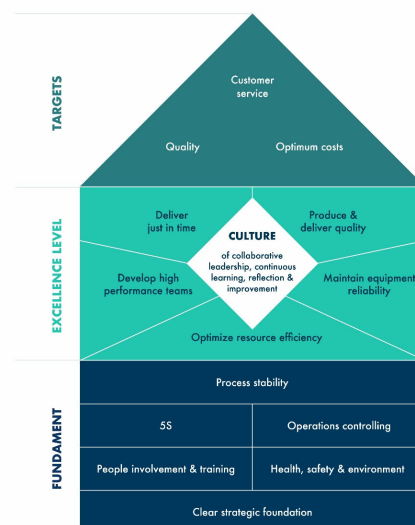 TARGETS
Customer
service
Quality
Optimum costs
EXCELLENCE LEVEL
Deliver
just in time
Produce &
deliver quality
CULTURE
of collaborative
leadership, continuous
learning, reflection &
improvement
Develop high
performance teams
Maintain equipment
reliability
Optimize resource efficiency
FUNDAMENT
Process stability
5S
Operations controlling
People involvement & training
Health, safety & environment
Clear strategic foundation